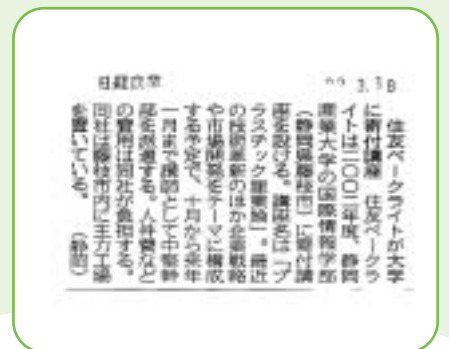 日経産業
住友ベークライトが大学
に寄付講座 住友ベークラ
イトは二〇〇二年度、静岡
産業大学の国際情報学部
(静岡県藤枝市)に寄付講
座を設ける。講座名は「プ
ラスチック産業論」。最近
の技術革新のほか企業戦略
や市場開発をテーマに構成
する予定で、十月から来年
一月まで講師として中堅幹
部を派遣する。人件費など
の費用は同社が負担する。
同社は藤枝市内に主力工場
を置いている。 (静岡)